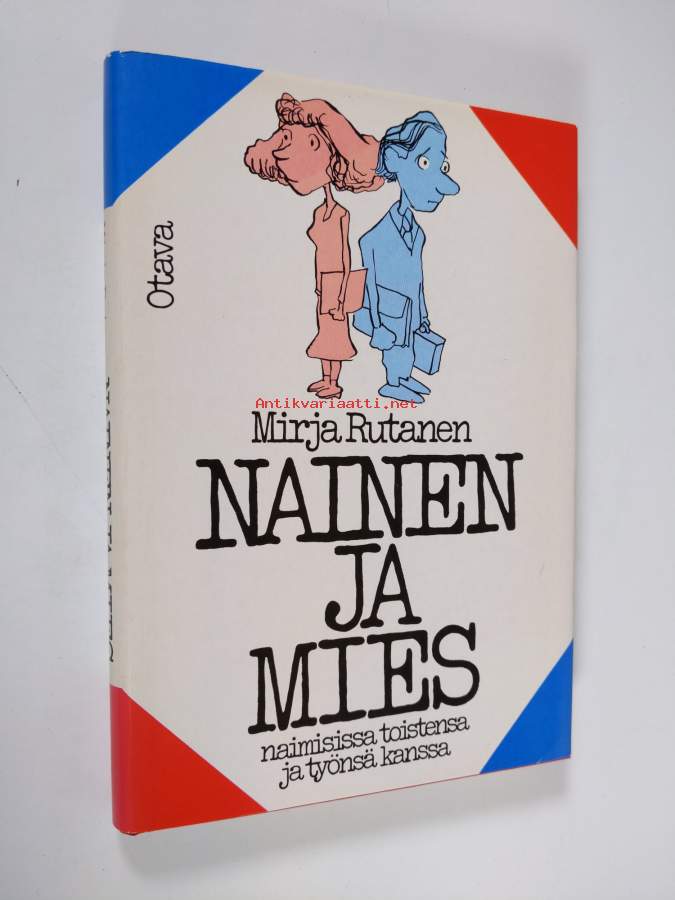 Otava
Antikvariaatti.net
Mirja Rutanen
NAINEN
JA
MIES
naimisissa toistensa
ja työnsä kanssa